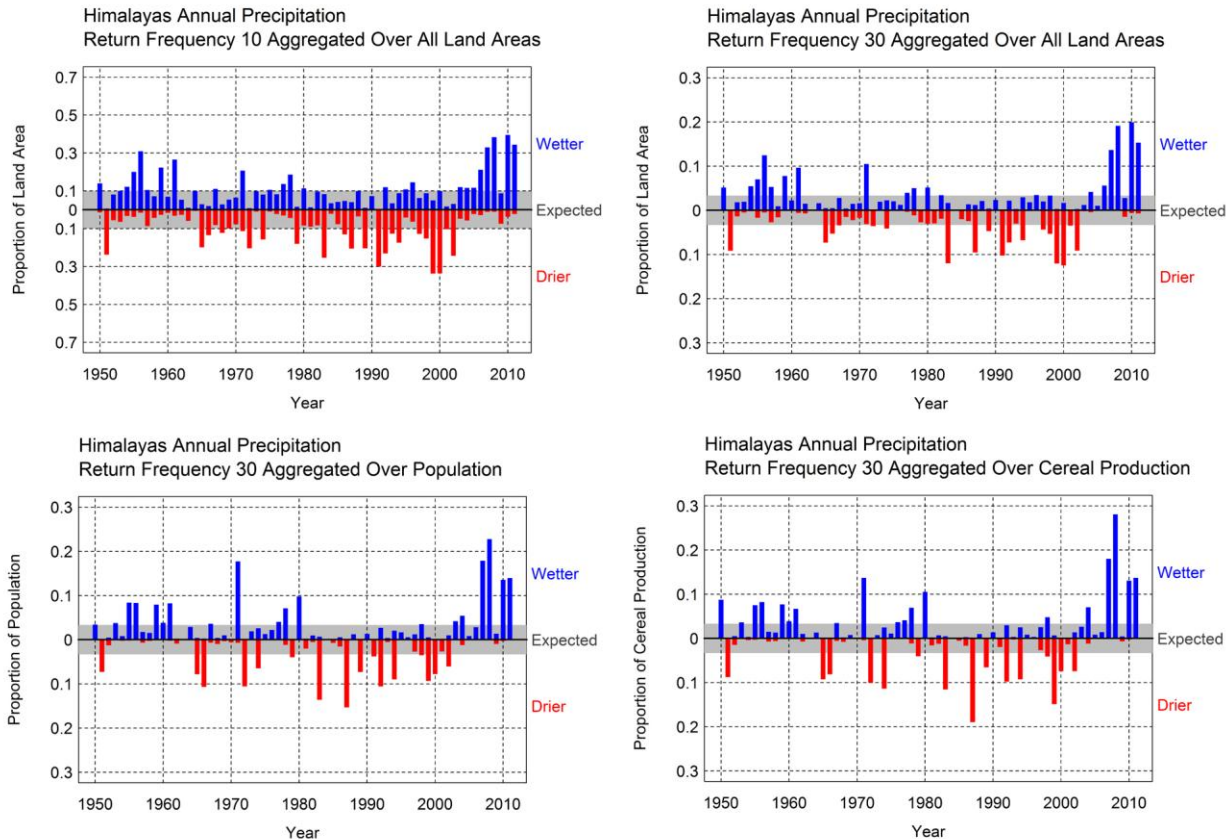 Himalayas Annual Precipitation
Return Frequency 10 Aggregated Over All Land Areas
Proportion of Land Area
0.7
0.5
0.3
0.1
0
0.1
0.3
0.5
0.7
Wetter
Expected
Drier
1950 1960 1970 1980 1990 2000 2010
Year
Himalayas Annual Precipitation
Return Frequency 30 Aggregated Over All Land Areas
Proportion of Land Area
0.3
0.2
0.1
0
0.1
0.2
0.3
Wetter
Expected
Drier
1950 1960 1970 1980 1990 2000 2010
Year
Himalayas Annual Precipitation
Return Frequency 30 Aggregated Over Population
Proportion of Population
0.3
0.2
0.1
0
0.1
0.2
0.3
Wetter
Expected
Drier
1950 1960 1970 1980 1990 2000 2010
Year
Himalayas Annual Precipitation
Return Frequency 30 Aggregated Over Cereal Production
Proportion of Cereal Production
0.3
0.2
0.1
0
0.1
0.2
0.3
Wetter
Expected
Drier
1950 1960 1970 1980 1990 2000 2010
Year